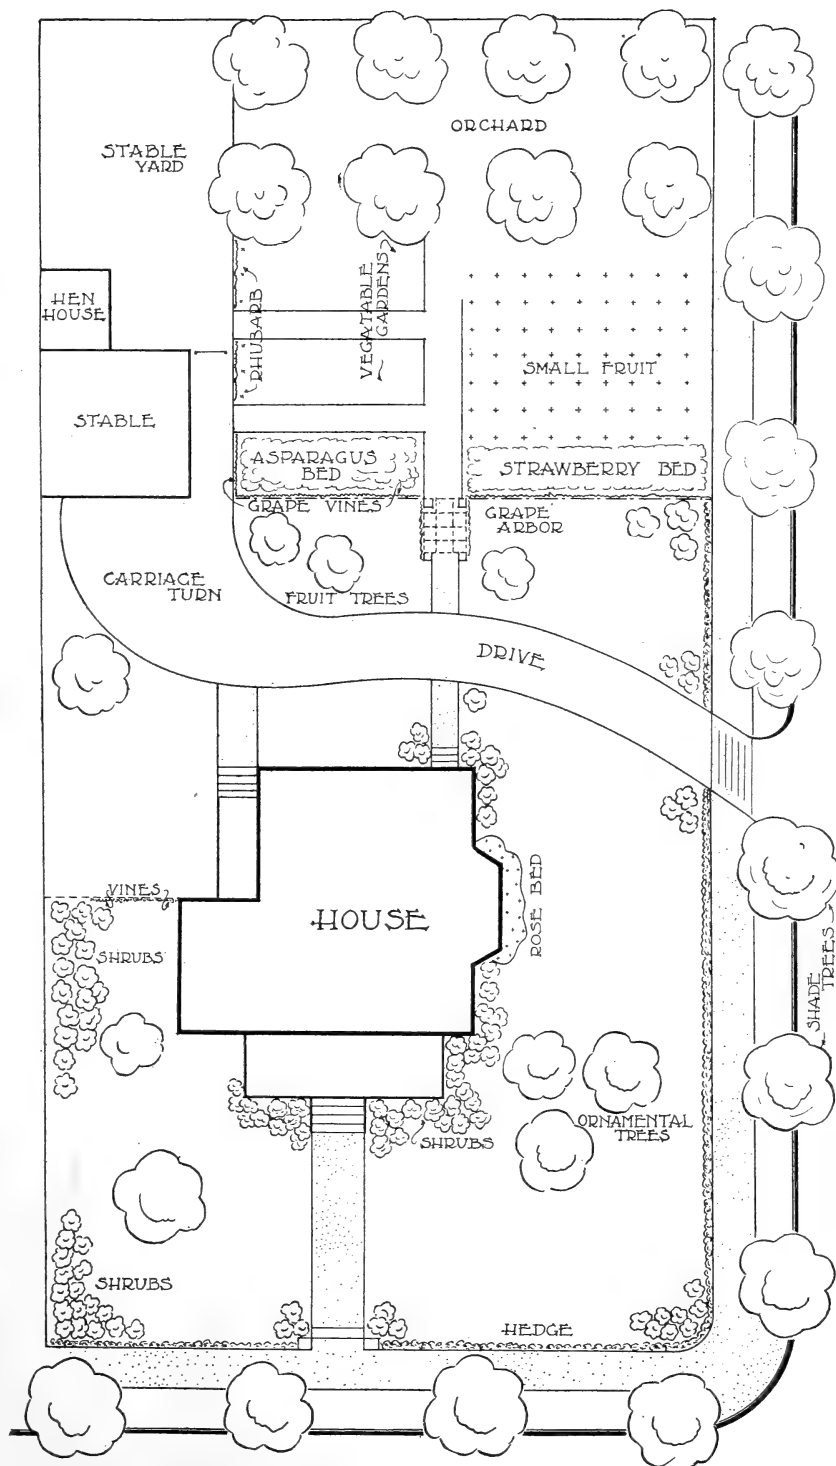 ORCHARD
STABLE
YARD
HEN
HOUSE
RHUBARB
VEGATABLE
GARDENS
SMALL FRUIT
STABLE
ASPARAGUS
BED
STRAWBERRY BED
GRAPE VINES
GRAPE
ARBOR
CARRIAGE
TURN
FRUIT TREES
DRIVE
VINES
HOUSE
ROSE BED
SHRUBS
SHADE
TREES
ORNAMENTAL
TREES
SHRUBS
SHRUBS
HEDGE